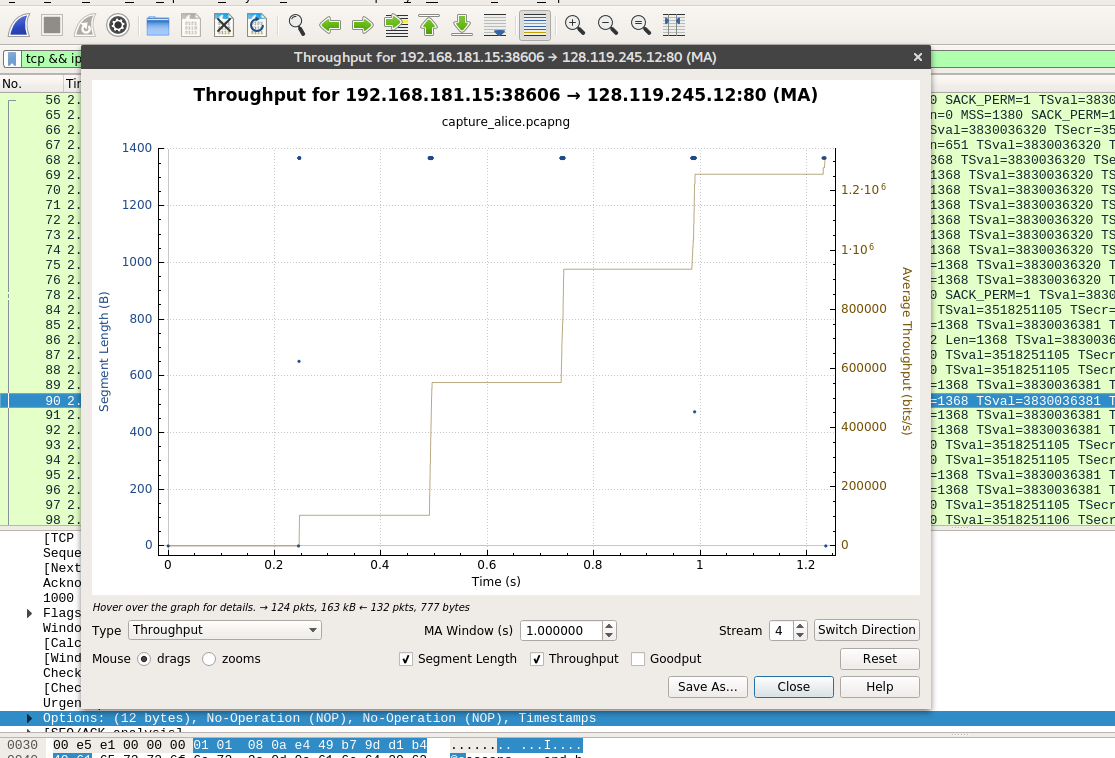 tcp && ip
Throughput for 192.168.181.15:38606 → 128.119.245.12:80 (MA)
No.
56 2.
65 2.
66 2.
67 2.
68 2.
69 2.
70 2.
71 2.
72 2.
73 2.
74 2.
75 2.
76 2.
78 2.
84 2.
85 2.
86 2.
87 2.
88 2.
89 2.
90 2.
91 2.
92 2.
93 2.
94 2.
95 2.
96 2.
97 2.
98 2.
Throughput for 192.168.181.15:38606 → 128.119.245.12:80 (MA)
capture_alice.pcapng
1400
1200
1000
800
600
400
200
0
Segment Length (B)
1.2·10⁶
1·10⁶
800000
600000
400000
200000
0
Average Throughput (bits/s)
0 0.2 0.4 0.6 0.8 1 1.2
Time (s)
0 SACK_PERM=1 TSval=3830
n=0 MSS=1380 SACK_PERM=1
Sval=3830036320 TSecr=35
n=651 TSval=3830036320 T
368 TSval=3830036320 TSe
1368 TSval=3830036320 TS
1368 TSval=3830036320 TS
1368 TSval=3830036320 TS
1368 TSval=3830036320 TS
1368 TSval=3830036320 TS
1368 TSval=3830036320 TS
=1368 TSval=3830036320 T
=1368 TSval=3830036320 T
0 SACK_PERM=1 TSval=3830
TSval=3518251105 TSecr=
=1368 TSval=3830036381 T
2 Len=1368 TSval=3830036
0 TSval=3518251105 TSecr
0 TSval=3518251105 TSecr
=1368 TSval=3830036381 T
=1368 TSval=3830036381 T
=1368 TSval=3830036381 T
=1368 TSval=3830036381 T
0 TSval=3518251105 TSecr
0 TSval=3518251105 TSecr
=1368 TSval=3830036381 T
=1368 TSval=3830036381 T
0 TSval=3518251105 TSecr
0 TSval=3518251106 TSecr
Hover over the graph for details. → 124 pkts, 163 kB ← 132 pkts, 777 bytes
Type Throughput MA Window (s) 1.000000 Stream 4 Switch Direction
Mouse drags zooms Segment Length Throughput Goodput Reset
Save As… Close Help
[TCP
Seque
[Next
Ackno
1000
Flags
Windo
[Calc
[Wind
Check
[Chec
Urgen
Options: (12 bytes), No-Operation (NOP), No-Operation (NOP), Timestamps
0030 00 e5 e1 00 00 00 01 01 08 0a e4 49 b7 9d d1 b4 ........ ...I....